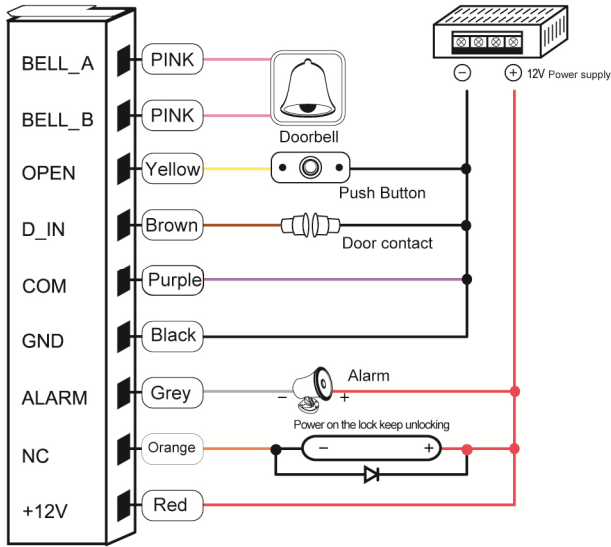 12V Power supply
BELL_A PINK
BELL_B PINK
Doorbell
OPEN Yellow
Push Button
D_IN Brown
Door contact
COM Purple
GND Black
Alarm
ALARM Grey
− +
Power on the lock keep unlocking
NC Orange
− +
+12V Red